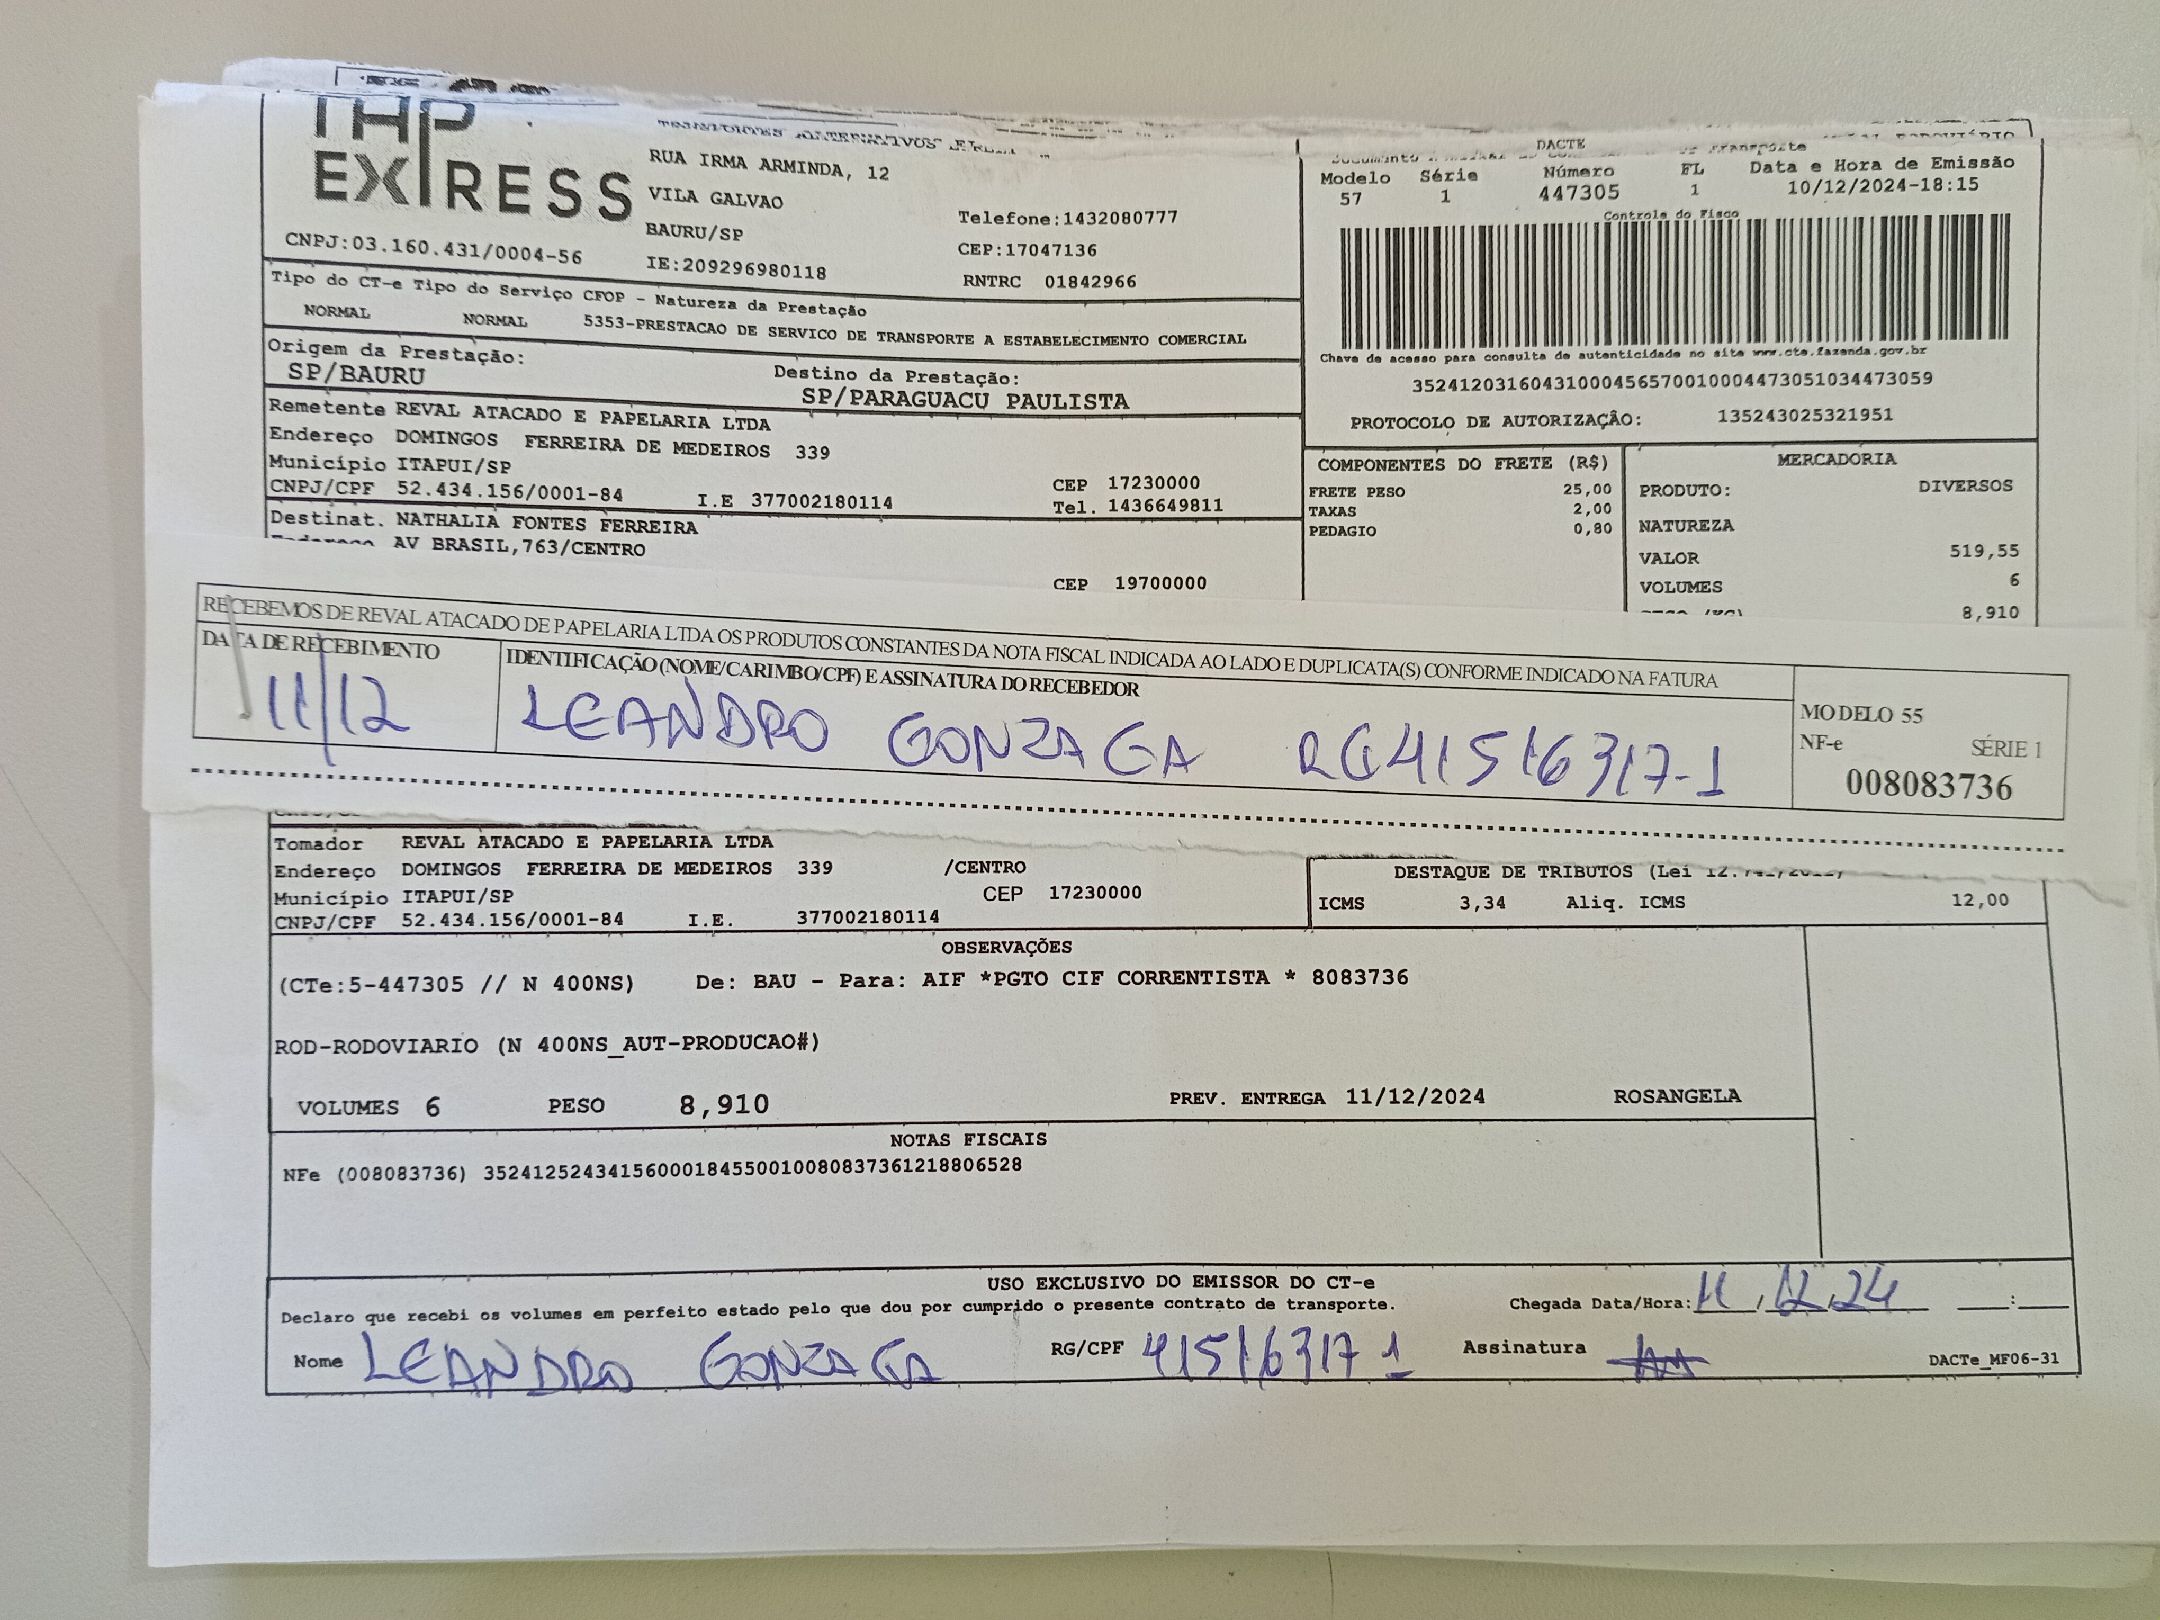 THP
EXPRESS
RUA IRMA ARMINDA, 12
VILA GALVAO
BAURU/SP
IE:209296980118
Telefone:1432080777
CEP:17047136
RNTRC 01842966
CNPJ:03.160.431/0004-56
DACTE
Modelo Série Número FL Data e Hora de Emissão
57 1 447305 1 10/12/2024-18:15
Controle do Fisco
Chave de acesso para consulta de autenticidade no site www.cte.fazenda.gov.br
35241203160431000456570010004473051034473059
PROTOCOLO DE AUTORIZAÇÃO: 135243025321951
Tipo do CT-e Tipo do Serviço CFOP - Natureza da Prestação
NORMAL NORMAL 5353-PRESTACAO DE SERVICO DE TRANSPORTE A ESTABELECIMENTO COMERCIAL
Origem da Prestação: Destino da Prestação:
SP/BAURU SP/PARAGUACU PAULISTA
Remetente REVAL ATACADO E PAPELARIA LTDA
Endereço DOMINGOS FERREIRA DE MEDEIROS 339
Município ITAPUI/SP CEP 17230000
CNPJ/CPF 52.434.156/0001-84 I.E 377002180114 Tel. 1436649811
Destinat. NATHALIA FONTES FERREIRA
Endereço AV BRASIL,763/CENTRO
CEP 19700000
COMPONENTES DO FRETE (R$)
FRETE PESO 25,00
TAXAS 2,00
PEDAGIO 0,80
MERCADORIA
PRODUTO: DIVERSOS
NATUREZA
VALOR 519,55
VOLUMES 6
8,910
RECEBEMOS DE REVAL ATACADO DE PAPELARIA LTDA OS PRODUTOS CONSTANTES DA NOTA FISCAL INDICADA AO LADO E DUPLICATA(S) CONFORME INDICADO NA FATURA
DATA DE RECEBIMENTO IDENTIFICAÇÃO (NOME/CARIMBO/CPF) E ASSINATURA DO RECEBEDOR
11/12 LEANDRO GONZAGA RG41516317-1
MODELO 55
NF-e SÉRIE 1
008083736
Tomador REVAL ATACADO E PAPELARIA LTDA
Endereço DOMINGOS FERREIRA DE MEDEIROS 339 /CENTRO
Município ITAPUI/SP CEP 17230000
CNPJ/CPF 52.434.156/0001-84 I.E. 377002180114
DESTAQUE DE TRIBUTOS (Lei
ICMS 3,34 Aliq. ICMS 12,00
OBSERVAÇÕES
(CTe:5-447305 // N 400NS) De: BAU - Para: AIF *PGTO CIF CORRENTISTA * 8083736
ROD-RODOVIARIO (N 400NS_AUT-PRODUCAO#)
VOLUMES 6 PESO 8,910 PREV. ENTREGA 11/12/2024 ROSANGELA
NOTAS FISCAIS
NFe (008083736) 35241252434156000184550010080837361218806528
USO EXCLUSIVO DO EMISSOR DO CT-e
Declaro que recebi os volumes em perfeito estado pelo que dou por cumprido o presente contrato de transporte. Chegada Data/Hora: 11/12/24 __:__
Nome LEANDRO GONZAGA RG/CPF 41516317 1 Assinatura
DACTe_MF06-31